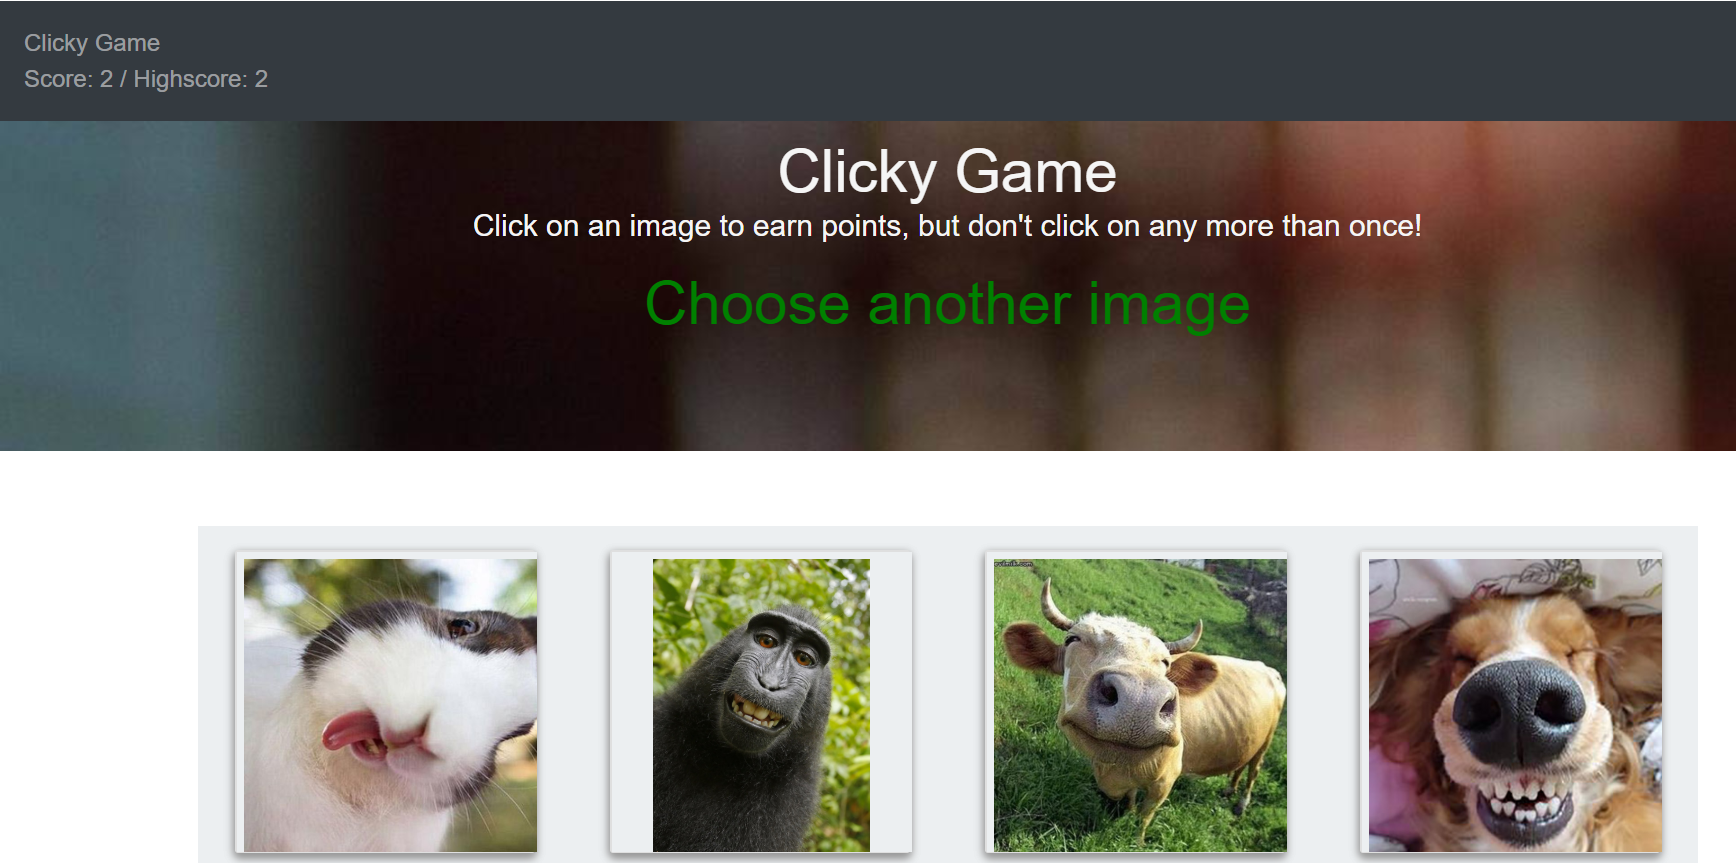 Clicky Game
Score: 2 / Highscore: 2
Clicky Game
Click on an image to earn points, but don't click on any more than once!
Choose another image